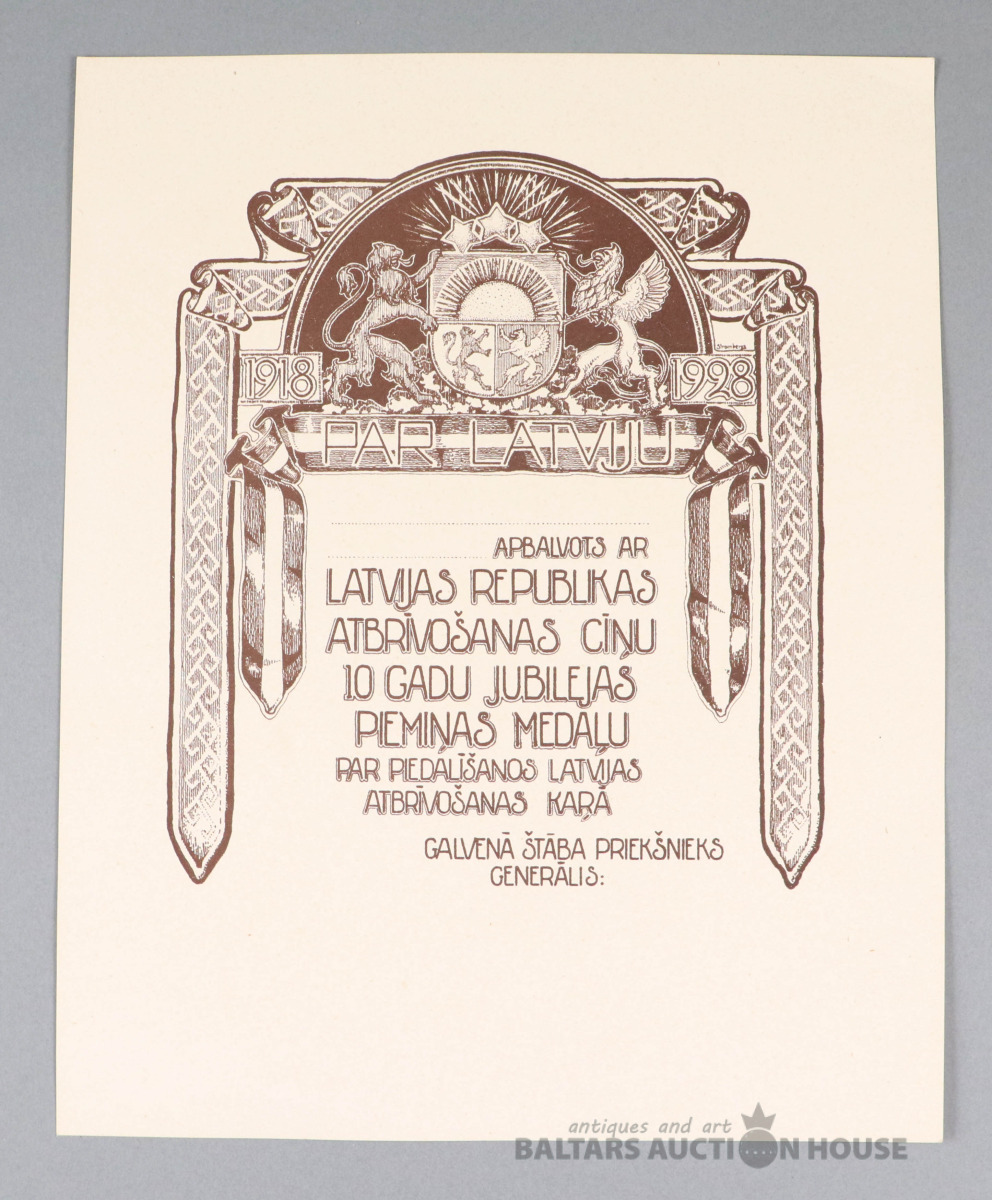 1918
1928
PAR LATVIJU
APBALVOTS AR
LATVIJAS REPUBLIKAS
ATBRĪVOŠANAS CĪŅU
10 GADU JUBILEJAS
PIEMIŅAS MEDAĻU
PAR PIEDALĪŠANOS LATVIJAS
ATBRĪVOŠANAS KAŖĀ
GALVENĀ ŠTĀBA PRIEKŠNIEKS
GENERĀLIS:
antiques and art
BALTARS AUCTION HOUSE